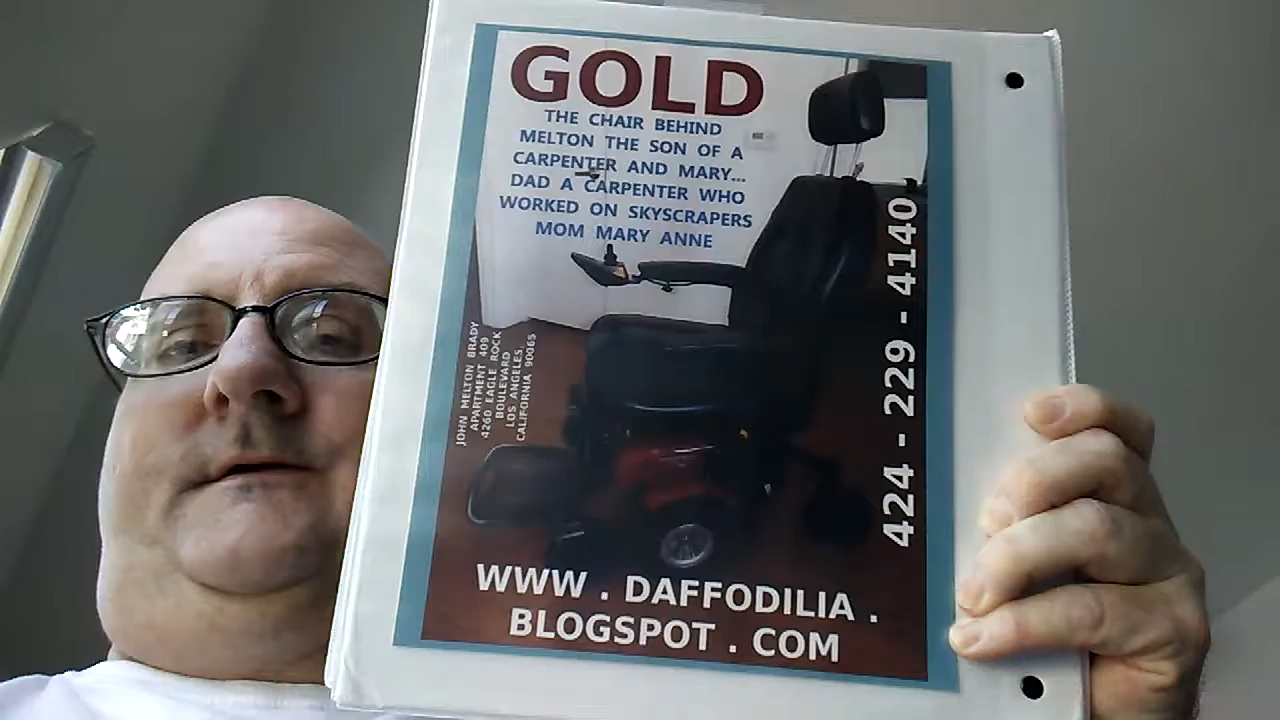 GOLD
THE CHAIR BEHIND
MELTON THE SON OF A
CARPENTER AND MARY...
DAD A CARPENTER WHO
WORKED ON SKYSCRAPERS
MOM MARY ANNE
JOHN MELTON BRADY
APARTMENT 409
4260 EAGLE ROCK
BOULEVARD
LOS ANGELES,
CALIFORNIA 90065
424 - 229 - 4140
WWW . DAFFODILIA .
BLOGSPOT . COM